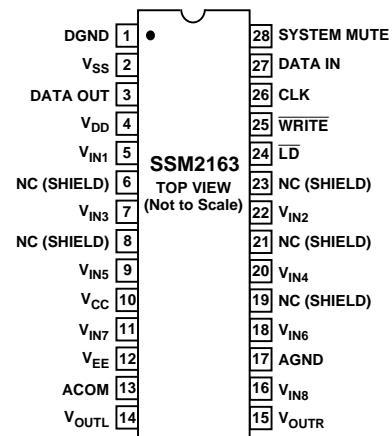 DGND 1 28 SYSTEM MUTE
VSS 2 27 DATA IN
DATA OUT 3 26 CLK
VDD 4 25 WRITE
VIN1 5 24 LD
SSM2163
TOP VIEW
(Not to Scale)
NC (SHIELD) 6 23 NC (SHIELD)
VIN3 7 22 VIN2
NC (SHIELD) 8 21 NC (SHIELD)
VIN5 9 20 VIN4
VCC 10 19 NC (SHIELD)
VIN7 11 18 VIN6
VEE 12 17 AGND
ACOM 13 16 VIN8
VOUTL 14 15 VOUTR